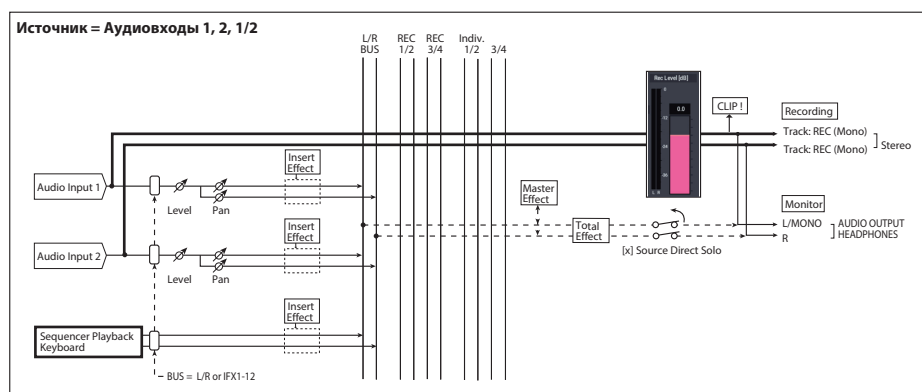 Источник = Аудиовходы 1, 2, 1/2
L/R BUS
REC 1/2
REC 3/4
Indiv. 1/2
3/4
Rec Level [dB]
0
0.0
CLIP !
Recording
Track: REC (Mono)
Track: REC (Mono)
Stereo
L R
Audio Input 1
Level
Pan
Insert Effect
Master Effect
Total Effect
[x] Source Direct Solo
Monitor
L/MONO
R
AUDIO OUTPUT
HEADPHONES
Audio Input 2
Level
Pan
Insert Effect
Sequencer Playback
Keyboard
Insert Effect
BUS = L/R or IFX1-12